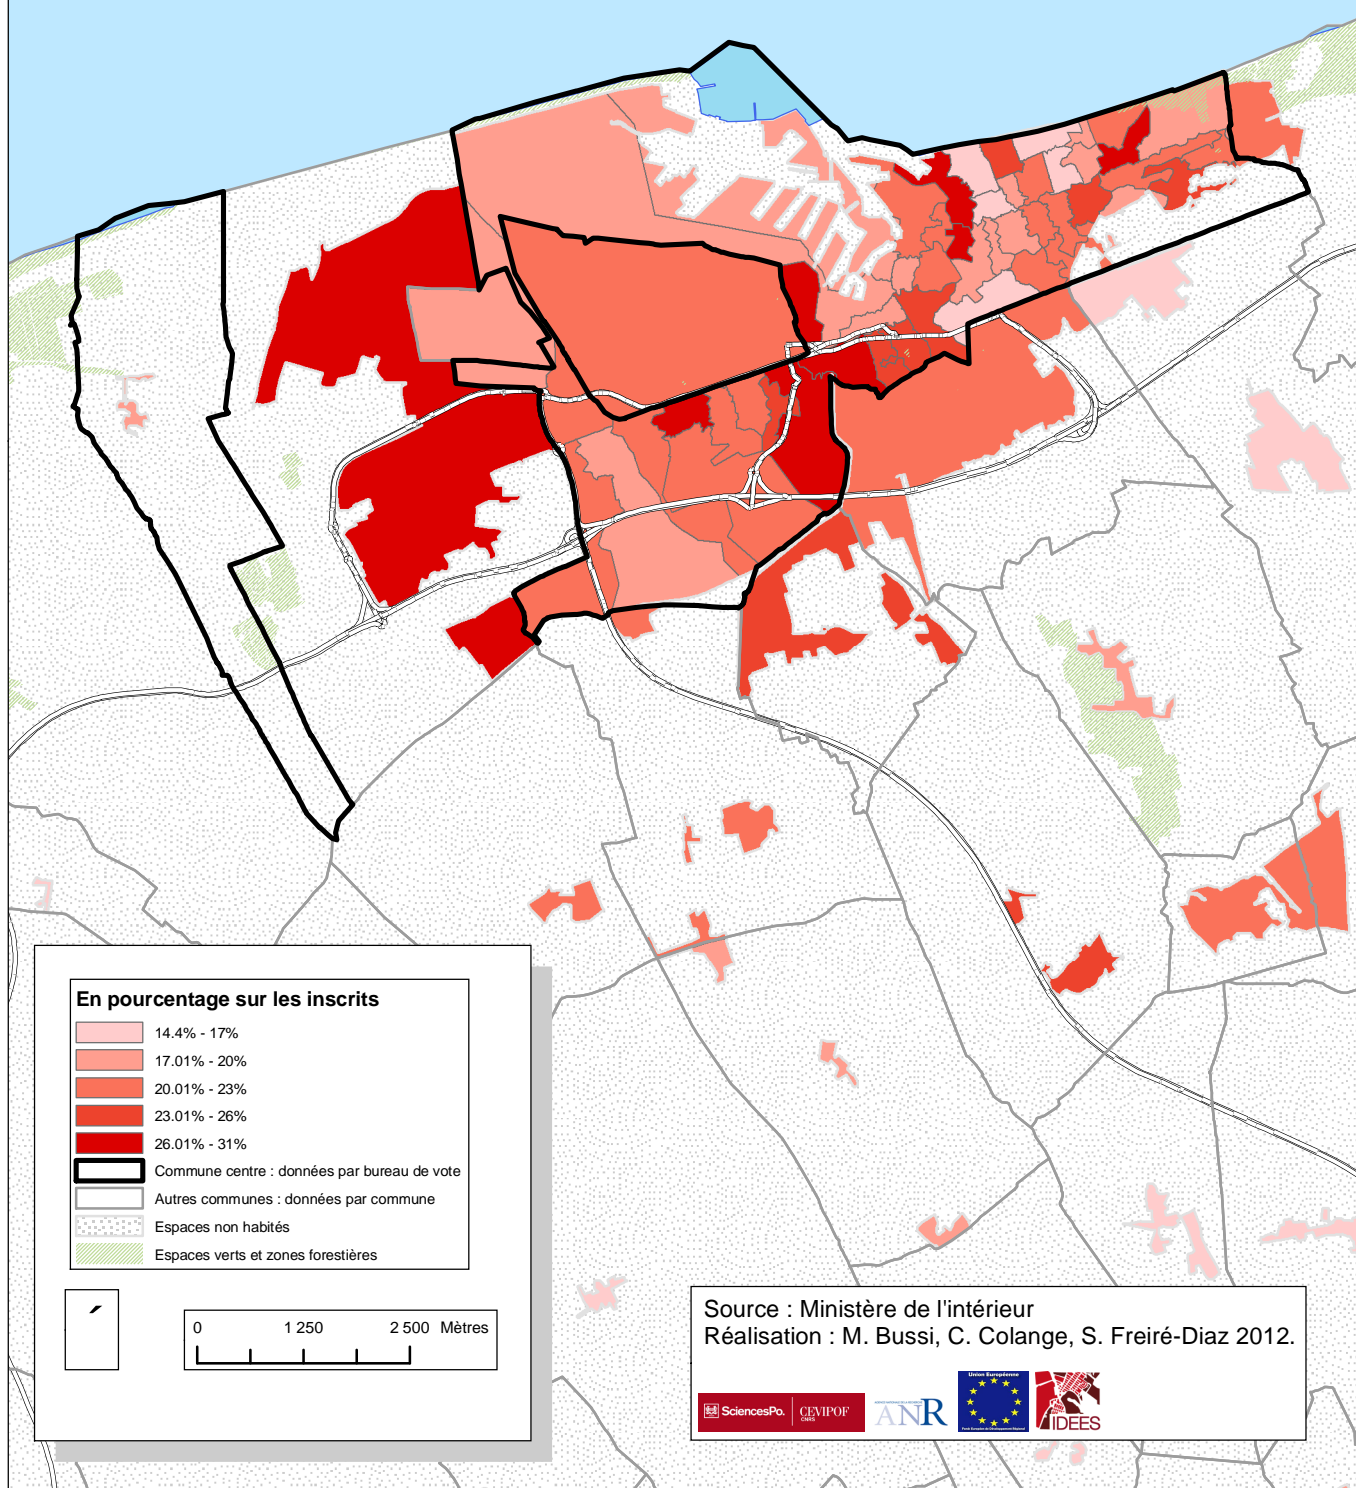 En pourcentage sur les inscrits
14.4% - 17%
17.01% - 20%
20.01% - 23%
23.01% - 26%
26.01% - 31%
Commune centre : données par bureau de vote
Autres communes : données par commune
Espaces non habités
Espaces verts et zones forestières
0 1 250 2 500 Mètres
Source : Ministère de l'intérieur
Réalisation : M. Bussi, C. Colange, S. Freiré-Diaz 2012.
SciencesPo. CEVIPOF
CNRS
ANR
Union Européenne
IDEES